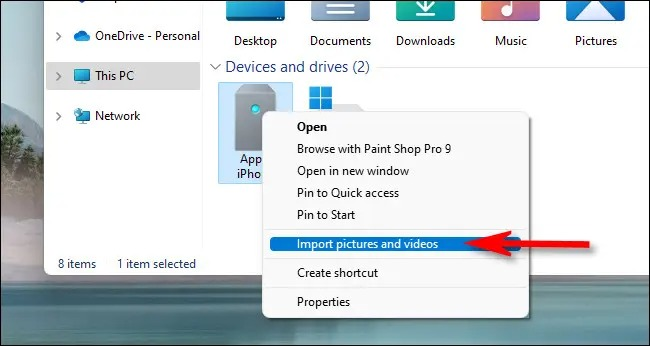 OneDrive - Personal
Desktop
Documents
Downloads
Music
Pictures
This PC
Devices and drives (2)
Network
Open
Browse with Paint Shop Pro 9
Open in new window
Pin to Quick access
Pin to Start
Import pictures and videos
Create shortcut
Properties
App
iPho
8 items
1 item selected